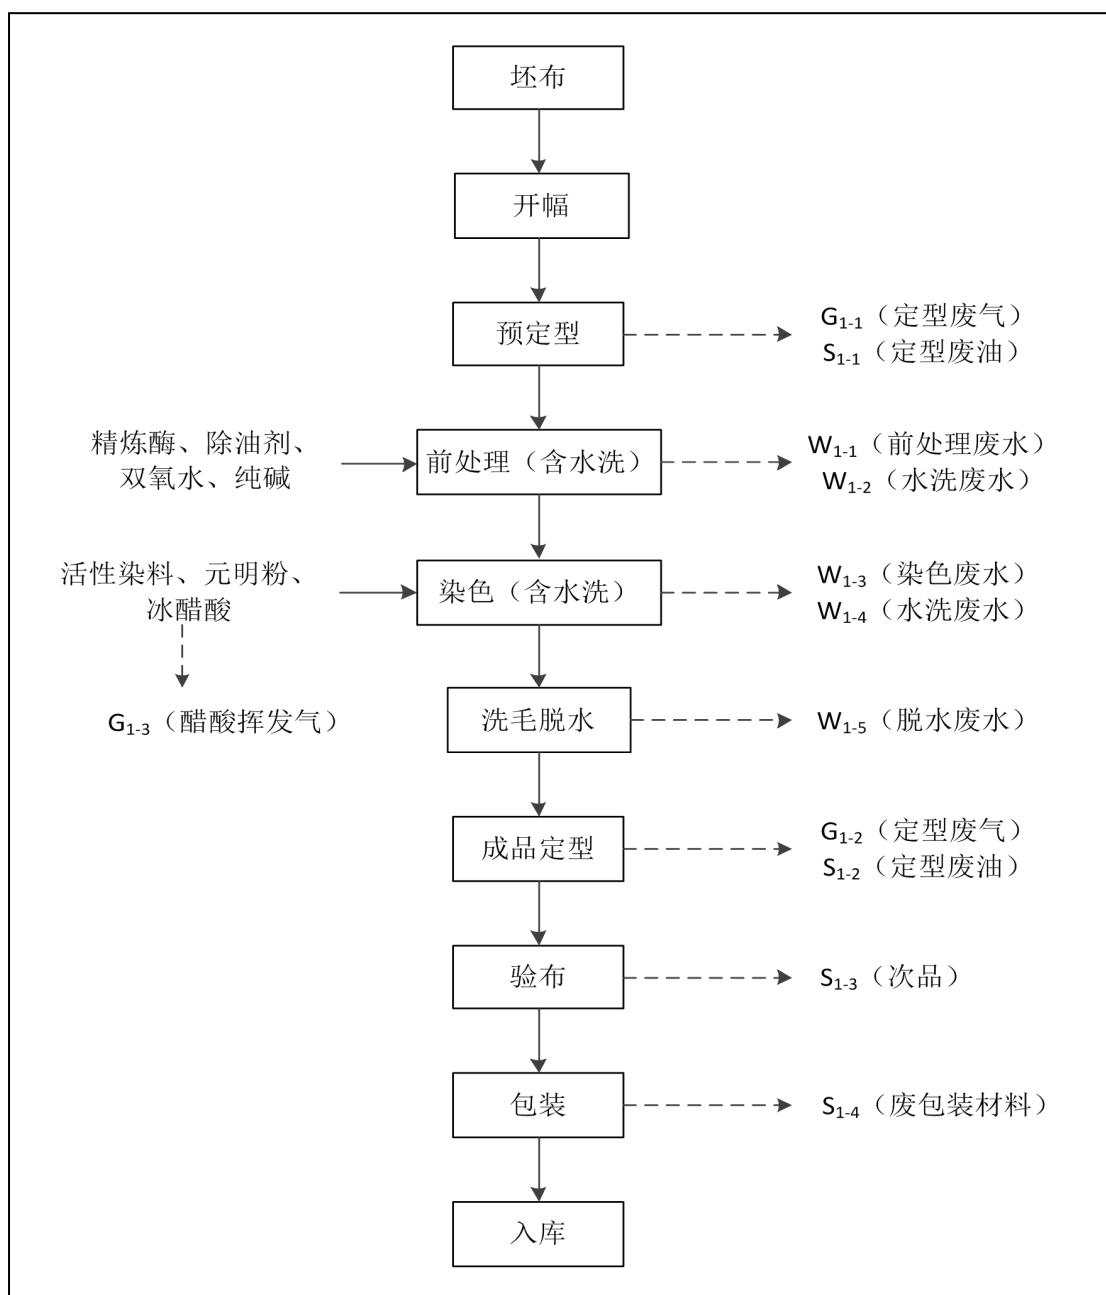 坯布
开幅
预定型
G1-1（定型废气）
S1-1（定型废油）
精炼酶、除油剂、
双氧水、纯碱
前处理（含水洗）
W1-1（前处理废水）
W1-2（水洗废水）
活性染料、元明粉、
冰醋酸
染色（含水洗）
W1-3（染色废水）
W1-4（水洗废水）
G1-3（醋酸挥发气）
洗毛脱水
W1-5（脱水废水）
成品定型
G1-2（定型废气）
S1-2（定型废油）
验布
S1-3（次品）
包装
S1-4（废包装材料）
入库